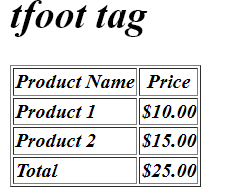 tfoot tag
Product Name Price
Product 1 $10.00
Product 2 $15.00
Total $25.00